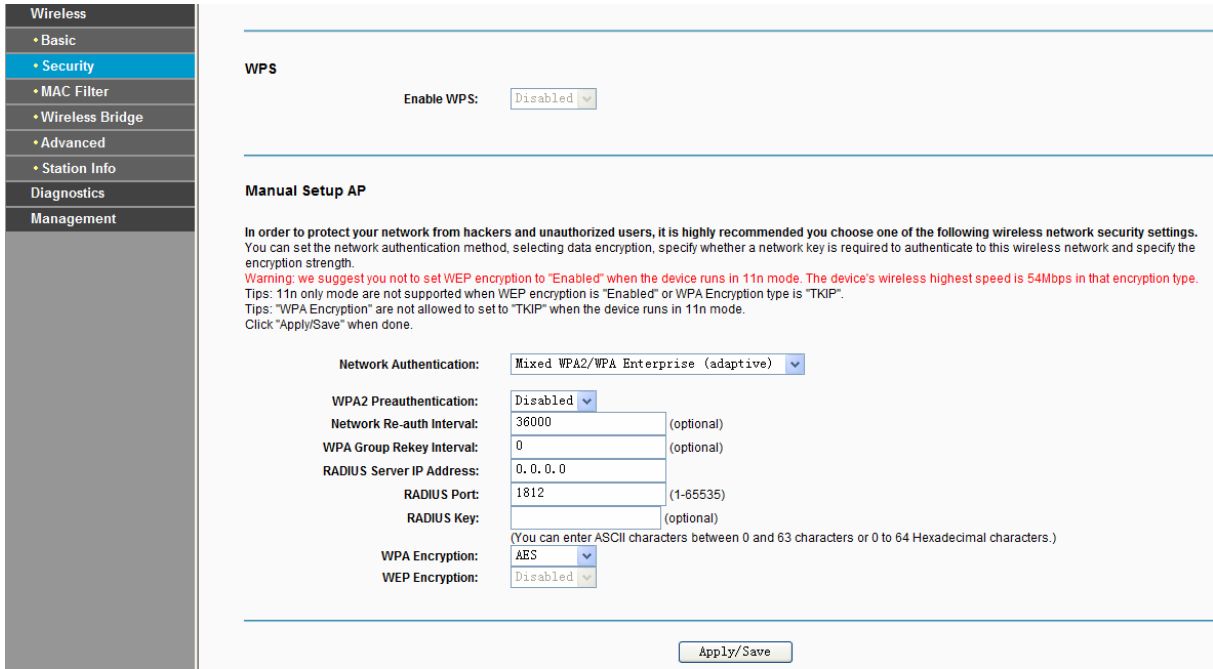 Wireless
• Basic
• Security
• MAC Filter
• Wireless Bridge
• Advanced
• Station Info
Diagnostics
Management
WPS
Enable WPS: Disabled
Manual Setup AP
In order to protect your network from hackers and unauthorized users, it is highly recommended you choose one of the following wireless network security settings.
You can set the network authentication method, selecting data encryption, specify whether a network key is required to authenticate to this wireless network and specify the
encryption strength.
Warning: we suggest you not to set WEP encryption to "Enabled" when the device runs in 11n mode. The device's wireless highest speed is 54Mbps in that encryption type.
Tips: 11n only mode are not supported when WEP encryption is "Enabled" or WPA Encryption type is "TKIP".
Tips: "WPA Encryption" are not allowed to set to "TKIP" when the device runs in 11n mode.
Click "Apply/Save" when done.
Network Authentication: Mixed WPA2/WPA Enterprise (adaptive)
WPA2 Preauthentication: Disabled
Network Re-auth Interval: 36000 (optional)
WPA Group Rekey Interval: 0 (optional)
RADIUS Server IP Address: 0.0.0.0
RADIUS Port: 1812 (1-65535)
RADIUS Key: (optional)
(You can enter ASCII characters between 0 and 63 characters or 0 to 64 Hexadecimal characters.)
WPA Encryption: AES
WEP Encryption: Disabled
Apply/Save